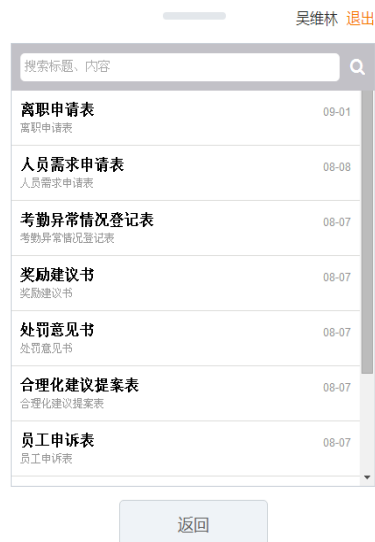 吴维林 退出
搜索标题、内容
离职申请表 09-01
离职申请表
人员需求申请表 08-08
人员需求申请表
考勤异常情况登记表 08-07
考勤异常情况登记表
奖励建议书 08-07
奖励建议书
处罚意见书 08-07
处罚意见书
合理化建议提案表 08-07
合理化建议提案表
员工申诉表 08-07
员工申诉表
返回